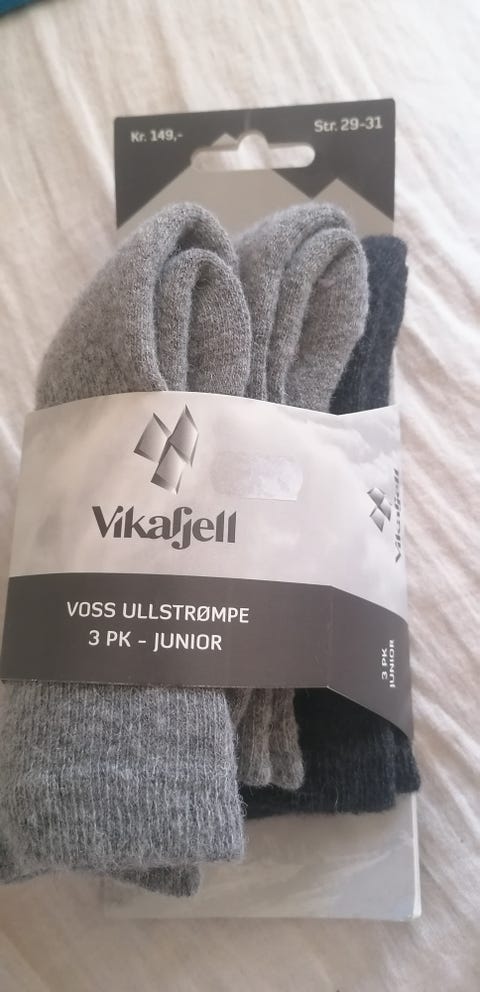 Kr. 149,-
Str. 29-31
Vikafjell
VOSS ULLSTRØMPE
3 PK - JUNIOR
Vikafjell
3 PK
JUNIOR